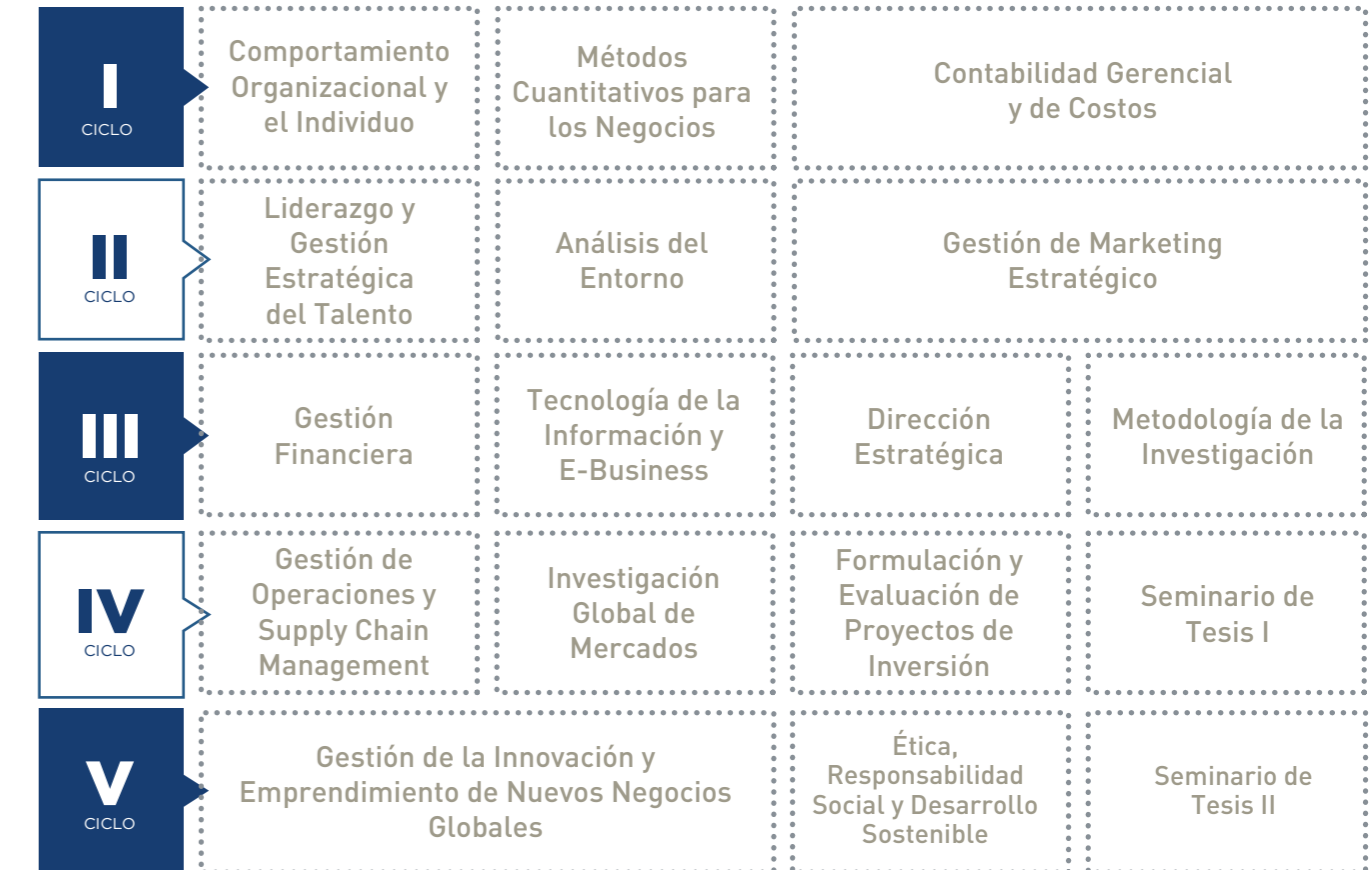 I
CICLO
Comportamiento
Organizacional y
el Individuo
Métodos
Cuantitativos para
los Negocios
Contabilidad Gerencial
y de Costos
II
CICLO
Liderazgo y
Gestión
Estratégica
del Talento
Análisis del
Entorno
Gestión de Marketing
Estratégico
III
CICLO
Gestión
Financiera
Tecnología de la
Información y
E-Business
Dirección
Estratégica
Metodología de la
Investigación
IV
CICLO
Gestión de
Operaciones y
Supply Chain
Management
Investigación
Global de
Mercados
Formulación y
Evaluación de
Proyectos de
Inversión
Seminario de
Tesis I
V
CICLO
Gestión de la Innovación y
Emprendimiento de Nuevos Negocios
Globales
Ética,
Responsabilidad
Social y Desarrollo
Sostenible
Seminario de
Tesis II